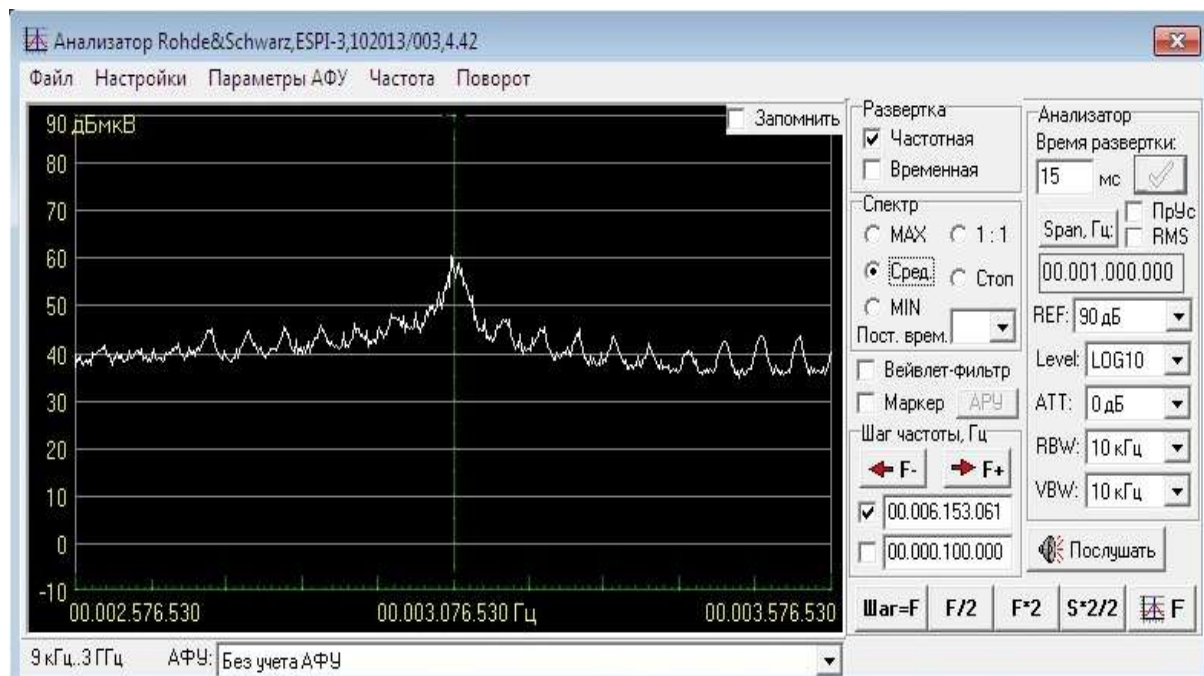 Анализатор Rohde&Schwarz,ESPI-3,102013/003,4.42
Файл Настройки Параметры АФУ Частота Поворот
90 дБмкВ
Запомнить
80
70
60
50
40
30
20
10
0
-10
00.002.576.530 00.003.076.530 Гц 00.003.576.530
9 кГц..3 ГГц АФУ: Без учета АФУ
Развертка
Частотная
Временная
Спектр
MAX 1 : 1
Сред. Стоп
MIN
Пост. врем.
Вейвлет-фильтр
Маркер АРУ
Шаг частоты, Гц
F- F+
00.006.153.061
00.000.100.000
Анализатор
Время развертки:
15 мс
Span, Гц: ПрУс
RMS
00.001.000.000
REF: 90 дБ
Level: LOG10
ATT: 0 дБ
RBW: 10 кГц
VBW: 10 кГц
Послушать
Шаг=F F/2 F*2 S*2/2 F